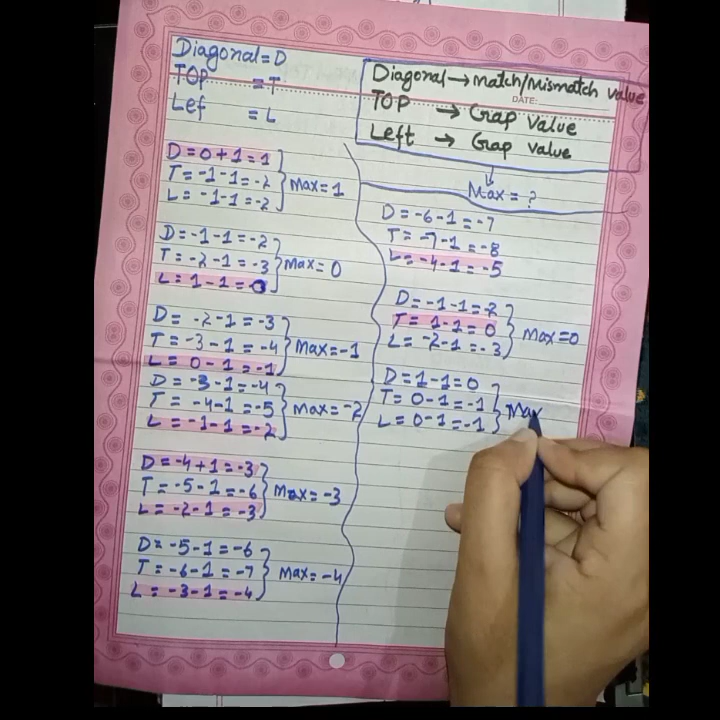 Diagonal = D
TOP = T
Lef = L
Diagonal → Match/Mismatch Value
DATE:
TOP → Gap Value
Left → Gap Value
Max = ?
D = 0 + 1 = 1
T = -1 - 1 = -2
L = -1 - 1 = -2
Max = 1
D = -1 - 1 = -2
T = -2 - 1 = -3
L = 1 - 1 = 0
Max = 0
D = -2 - 1 = -3
T = -3 - 1 = -4
L = 0 - 1 = -1
Max = -1
D = -3 - 1 = -4
T = -4 - 1 = -5
L = -1 - 1 = -2
Max = -2
D = -4 + 1 = -3
T = -5 - 1 = -6
L = -2 - 1 = -3
Max = -3
D = -5 - 1 = -6
T = -6 - 1 = -7
L = -3 - 1 = -4
Max = -4
D = -6 - 1 = -7
T = -7 - 1 = -8
L = -4 - 1 = -5
D = -1 - 1 = -2
T = 1 - 1 = 0
L = -2 - 1 = -3
Max = 0
D = 1 - 1 = 0
T = 0 - 1 = -1
L = 0 - 1 = -1
Max